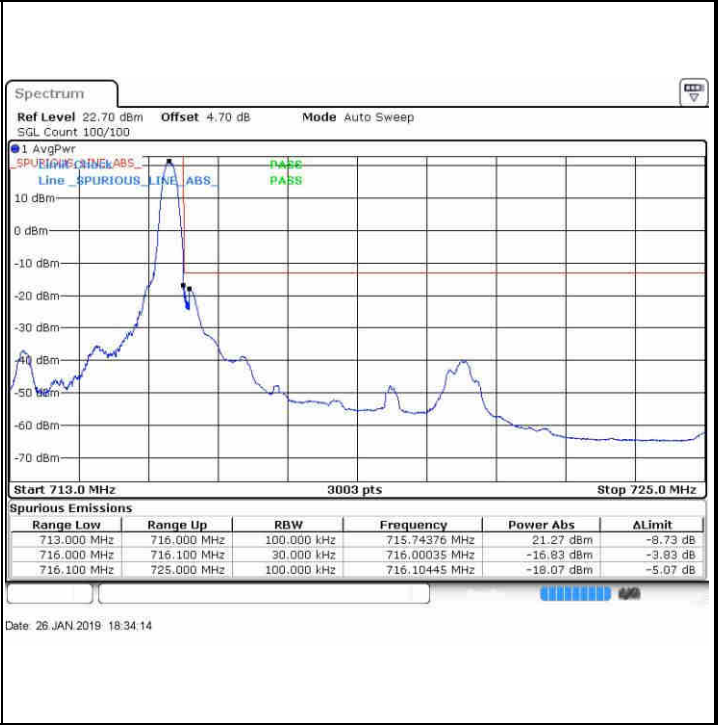 Spectrum
Ref Level 22.70 dBm Offset 4.70 dB Mode Auto Sweep
SGL Count 100/100
1 AvgPwr
Limit Check PASS
_SPURIOUS_LINE_ABS_
Line _SPURIOUS_LINE_ABS_ PASS
10 dBm
0 dBm
-10 dBm
-20 dBm
-30 dBm
-40 dBm
-50 dBm
-60 dBm
-70 dBm
Start 713.0 MHz 3003 pts Stop 725.0 MHz
Spurious Emissions
Range Low Range Up RBW Frequency Power Abs ΔLimit
713.000 MHz 716.000 MHz 100.000 kHz 715.74376 MHz 21.27 dBm -8.73 dB
716.000 MHz 716.100 MHz 30.000 kHz 716.00035 MHz -16.83 dBm -3.83 dB
716.100 MHz 725.000 MHz 100.000 kHz 716.10445 MHz -18.07 dBm -5.07 dB
Date: 26.JAN.2019 18:34:14